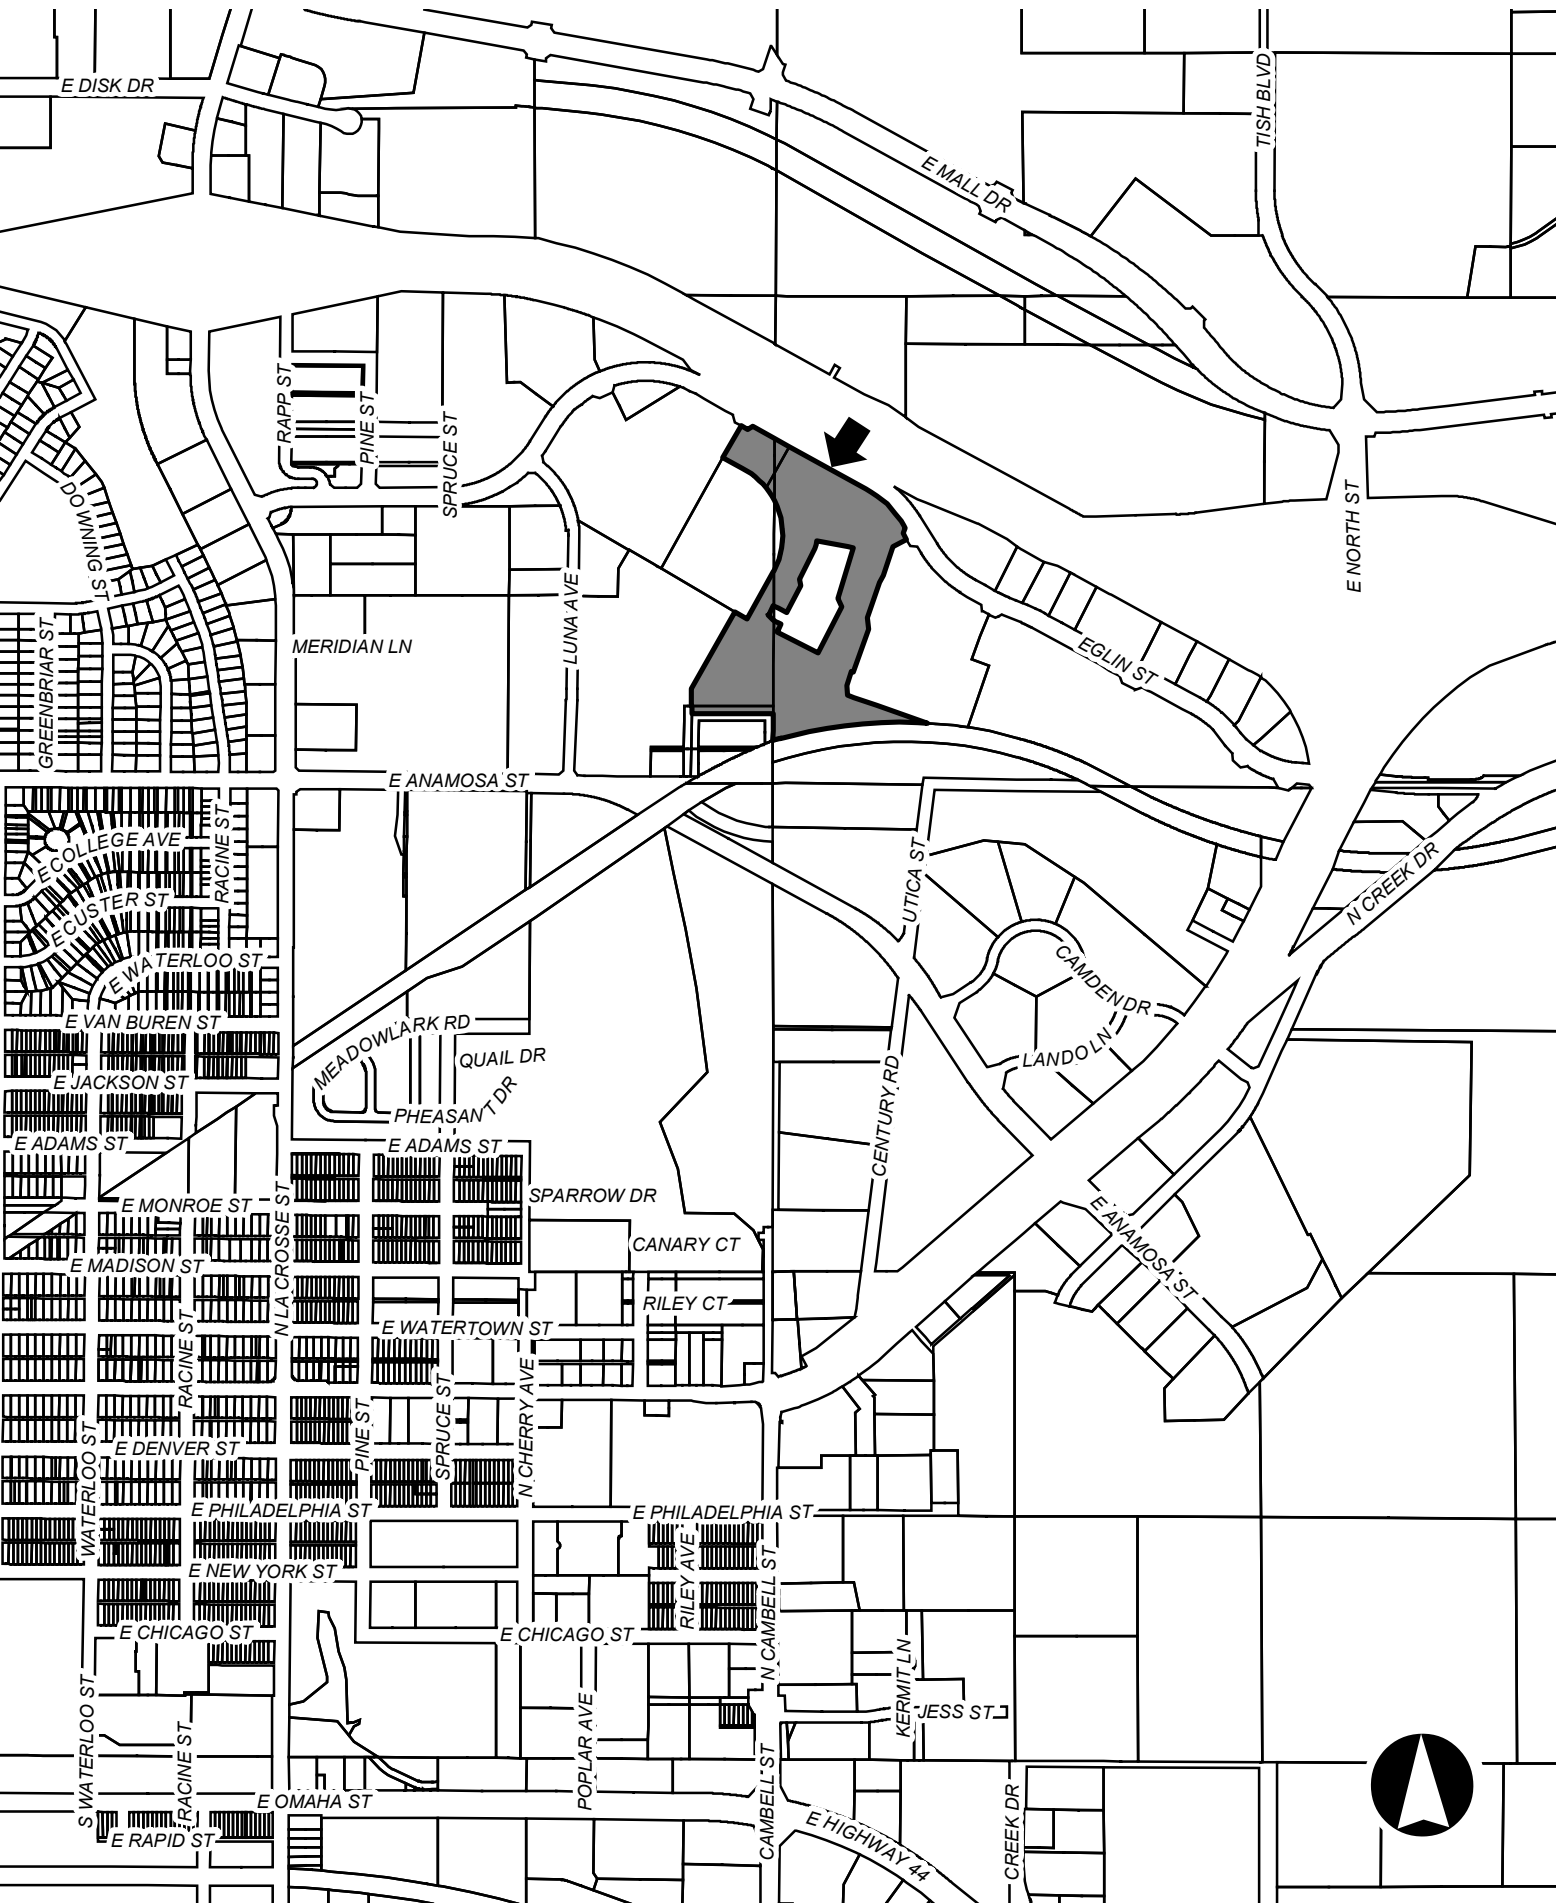 E DISK DR
TISH BLVD
E MALL DR
RAPP ST
PINE ST
SPRUCE ST
DOWNING ST
E NORTH ST
LUNA AVE
GREENBRIAR ST
MERIDIAN LN
EGLIN ST
E ANAMOSA ST
RACINE ST
E COLLEGE AVE
UTICA ST
N CREEK DR
E CUSTER ST
E WATERLOO ST
CAMDEN DR
E VAN BUREN ST
MEADOWLARK RD
QUAIL DR
LANDO LN
E JACKSON ST
CENTURY RD
PHEASANT DR
E ADAMS ST
E ADAMS ST
SPARROW DR
E MONROE ST
N LACROSSE ST
E ANAMOSA ST
CANARY CT
E MADISON ST
RILEY CT
RACINE ST
E WATERTOWN ST
SPRUCE ST
N CHERRY AVE
PINE ST
WATERLOO ST
E DENVER ST
E PHILADELPHIA ST
E PHILADELPHIA ST
RILEY AVE
N CAMBELL ST
E NEW YORK ST
E CHICAGO ST
E CHICAGO ST
KERMIT LN
JESS ST
S WATERLOO ST
RACINE ST
POPLAR AVE
CAMBELL ST
E OMAHA ST
CREEK DR
E HIGHWAY 44
E RAPID ST